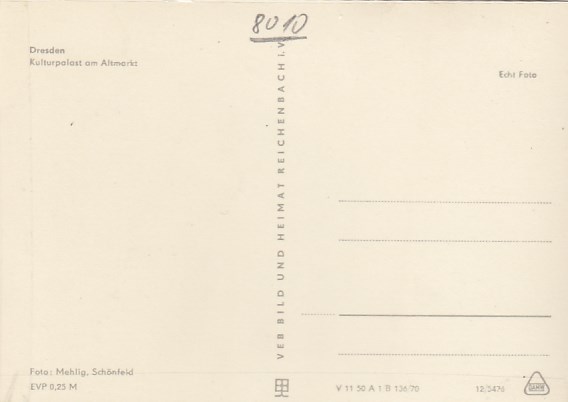 8010
Dresden
Kulturpalast am Altmarkt
Echt Foto
VEB BILD UND HEIMAT REICHENBACH i.V
Foto: Mehlig, Schönfeld
EVP 0,25 M
V 11 50 A 1 B 136/70
12/5476